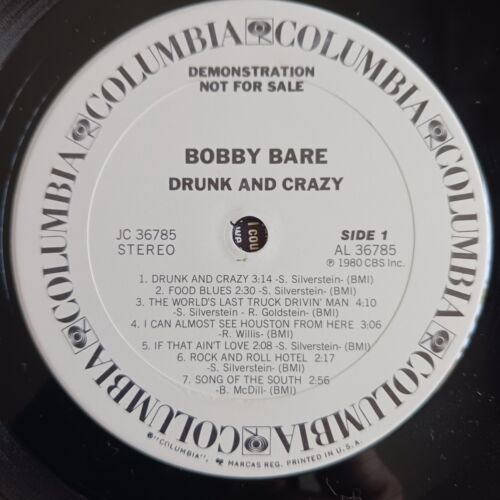 COLUMBIA COLUMBIA COLUMBIA COLUMBIA COLUMBIA COLUMBIA
DEMONSTRATION
NOT FOR SALE
BOBBY BARE
DRUNK AND CRAZY
JC 36785
STEREO
SIDE 1
AL 36785
℗ 1980 CBS Inc.
1. DRUNK AND CRAZY 3:14 -S. Silverstein- (BMI)
2. FOOD BLUES 2:30 -S. Silverstein- (BMI)
3. THE WORLD'S LAST TRUCK DRIVIN' MAN 4:10
-S. Silverstein - R. Goldstein- (BMI)
4. I CAN ALMOST SEE HOUSTON FROM HERE 3:06
-R. Willis- (BMI)
5. IF THAT AIN'T LOVE 2:08 -S. Silverstein- (BMI)
6. ROCK AND ROLL HOTEL 2:17
-S. Silverstein- (BMI)
7. SONG OF THE SOUTH 2:56
-B. McDill- (BMI)
® "COLUMBIA", MARCAS REG. PRINTED IN U.S.A.